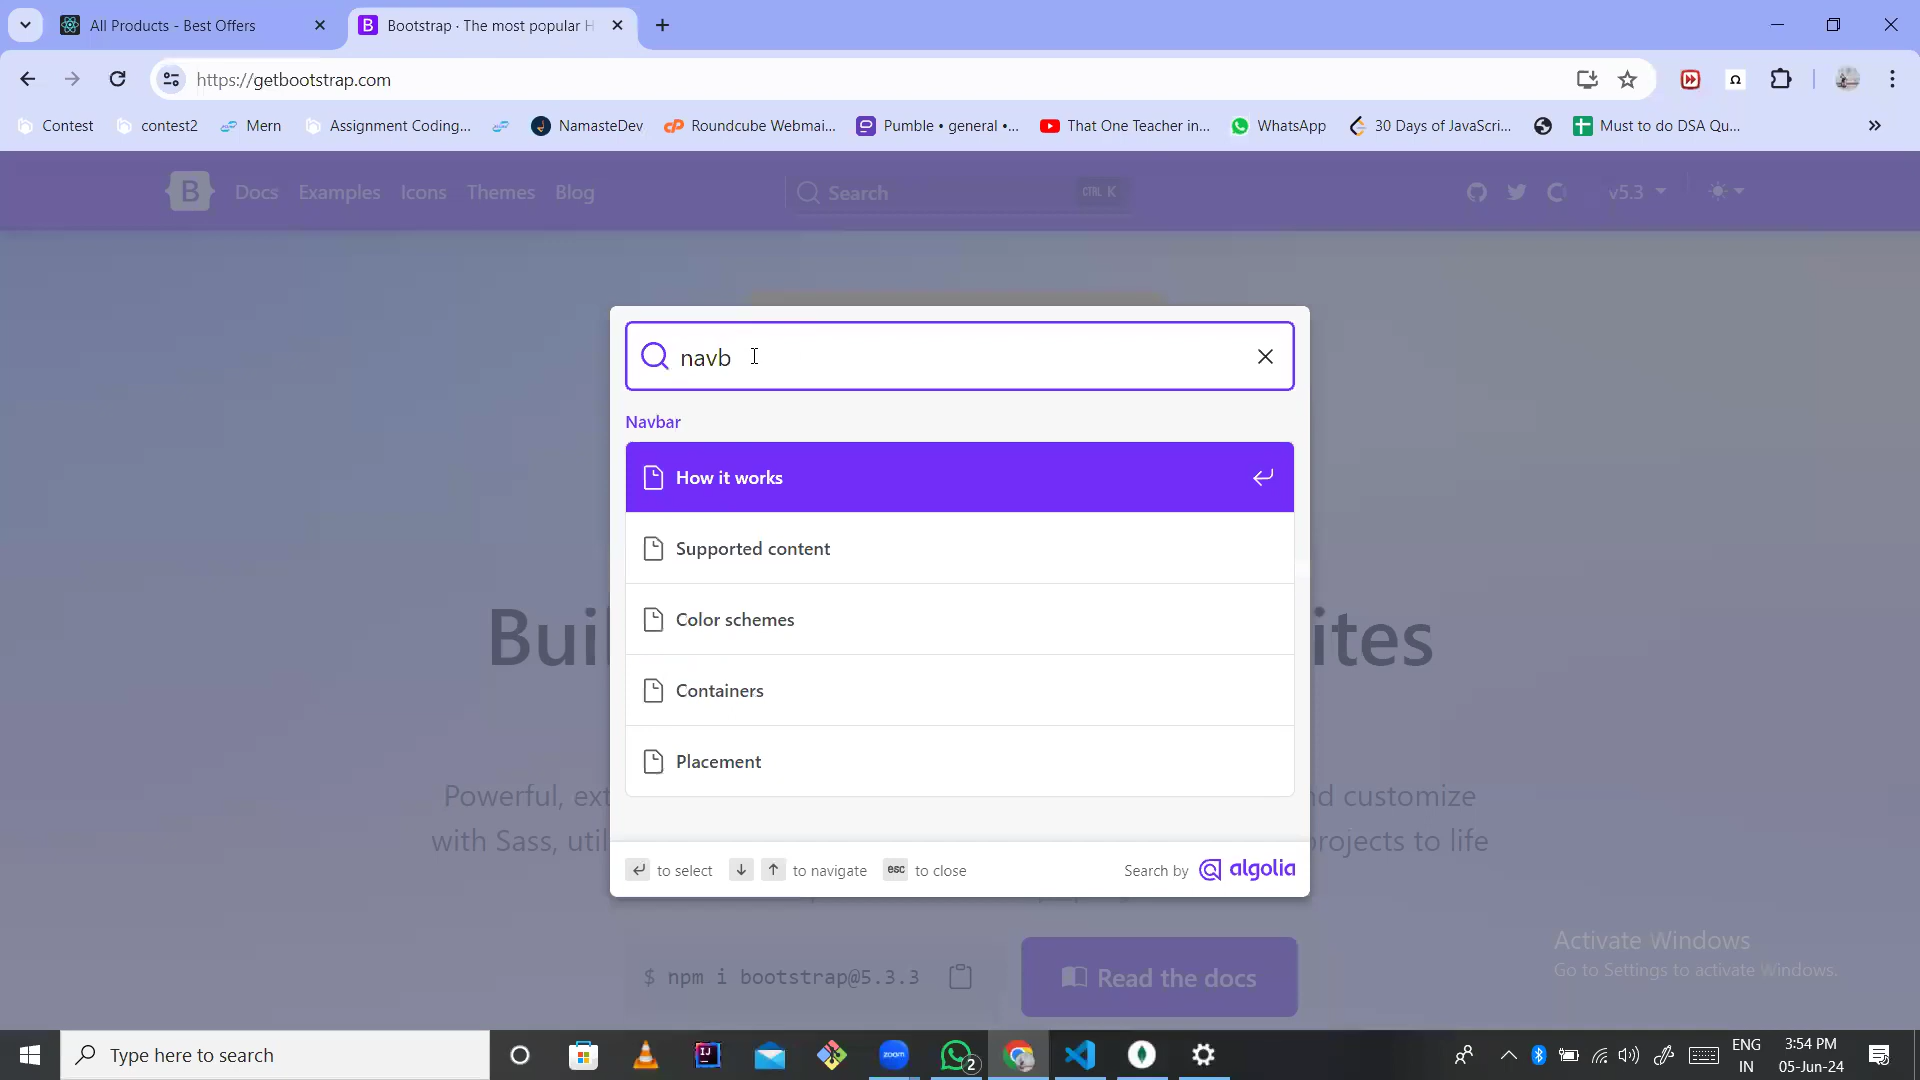 All Products - Best Offers
Bootstrap · The most popular H
https://getbootstrap.com
Contest
contest2
Mern
Assignment Coding...
NamasteDev
Roundcube Webmai...
Pumble • general •...
That One Teacher in...
WhatsApp
30 Days of JavaScri...
Must to do DSA Qu...
B
Docs
Examples
Icons
Themes
Blog
Search
CTRL K
v5.3
navb
Navbar
How it works
Supported content
Color schemes
Containers
Placement
to select
to navigate
esc to close
Search by algolia
Buil
ites
Powerful, ext
nd customize
with Sass, util
projects to life
$ npm i bootstrap@5.3.3
Read the docs
Activate Windows
Go to Settings to activate Windows.
Type here to search
zoom
IJ
2
ENG
IN
3:54 PM
05-Jun-24